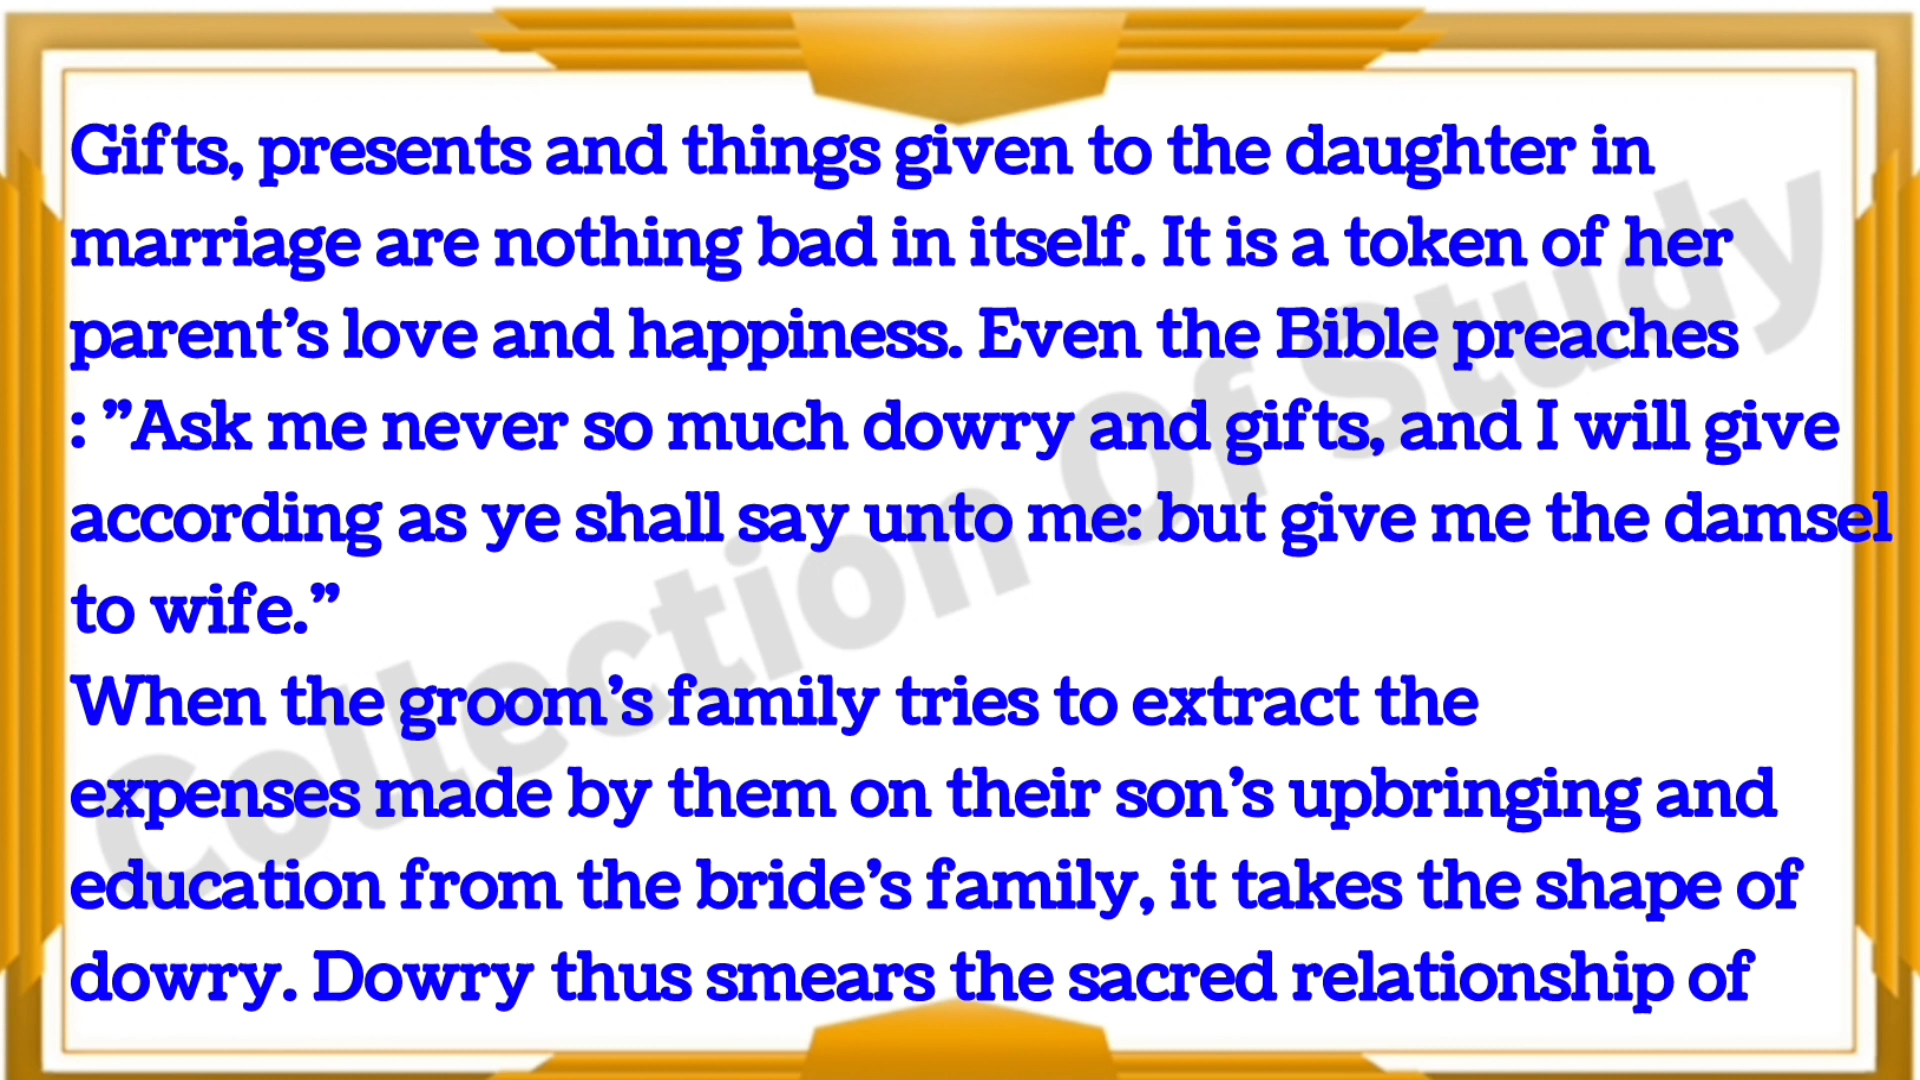 Gifts, presents and things given to the daughter in
marriage are nothing bad in itself. It is a token of her
parent’s love and happiness. Even the Bible preaches
: ”Ask me never so much dowry and gifts, and I will give
according as ye shall say unto me: but give me the damsel
to wife.”
When the groom’s family tries to extract the
expenses made by them on their son’s upbringing and
education from the bride’s family, it takes the shape of
dowry. Dowry thus smears the sacred relationship of
Collection Of Study